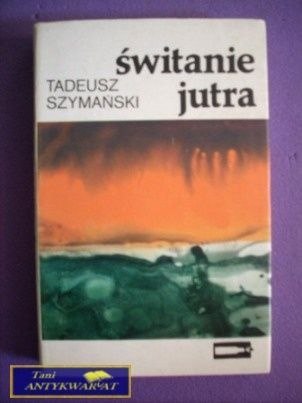 świtanie
jutra
TADEUSZ
SZYMAŃSKI
Tani
ANTYKWARIAT